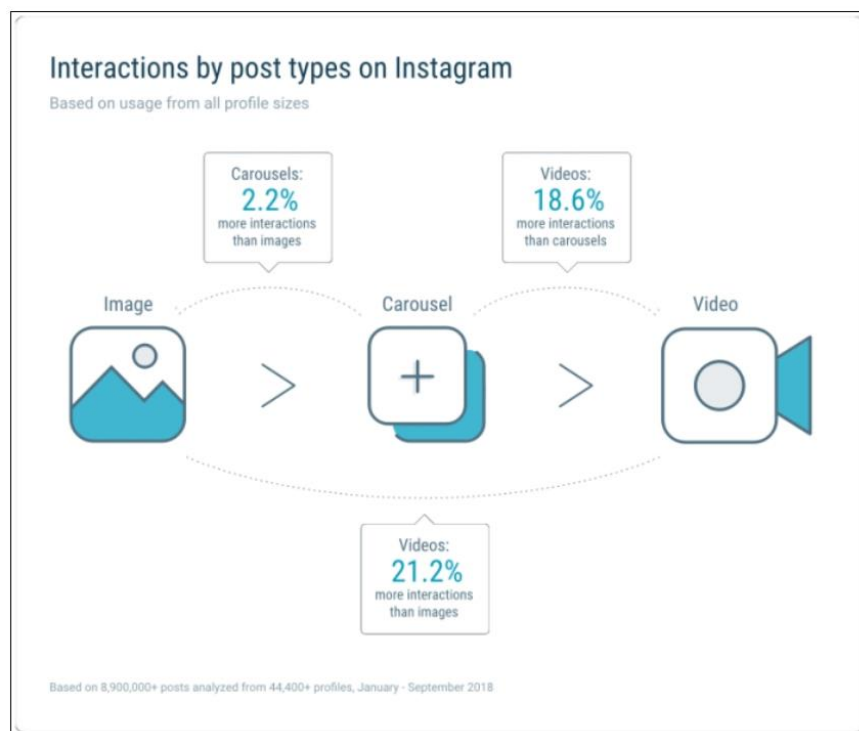 Interactions by post types on Instagram
Based on usage from all profile sizes
Carousels:
2.2%
more interactions
than images
Videos:
18.6%
more interactions
than carousels
Image
Carousel
Video
Videos:
21.2%
more interactions
than images
Based on 8,900,000+ posts analyzed from 44,400+ profiles, January - September 2018